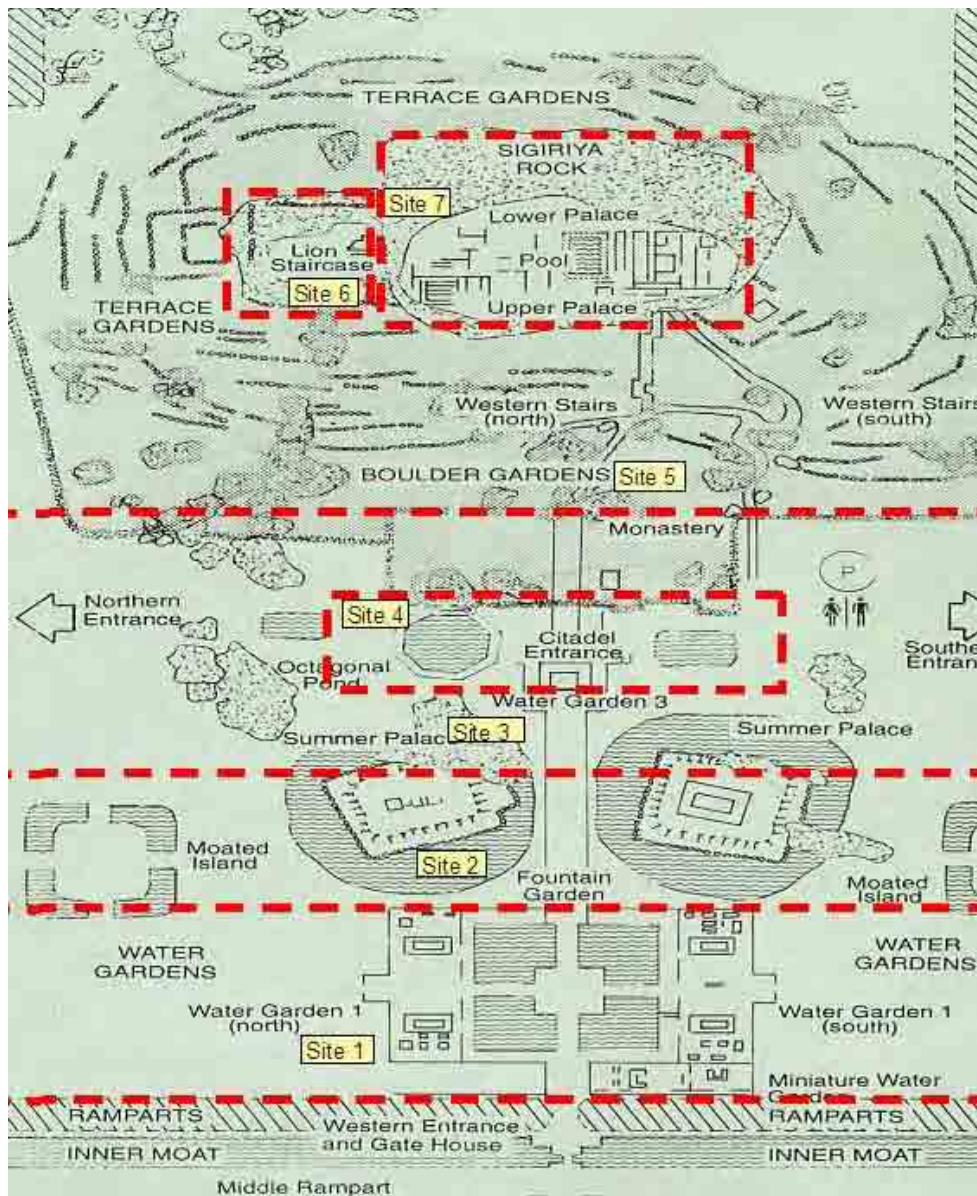 TERRACE GARDENS
SIGIRIYA
ROCK
Site 7
Lower Palace
Lion
Staircase
Pool
Site 6
TERRACE
GARDENS
Upper Palace
Western Stairs
(north)
Western Stairs
(south)
BOULDER GARDENS
Site 5
Monastery
P
Northern
Entrance
Site 4
Citadel
Entrance
Southe
Entran
Octagonal
Pond
Water Garden 3
Summer Palac
Site 3
Summer Palace
Moated
Island
Site 2
Fountain
Garden
Moated
Island
WATER
GARDENS
WATER
GARDENS
Water Garden 1
(north)
Water Garden 1
(south)
Site 1
Miniature Water
Garden
RAMPARTS
Western Entrance
and Gate House
RAMPARTS
INNER MOAT
INNER MOAT
Middle Rampart